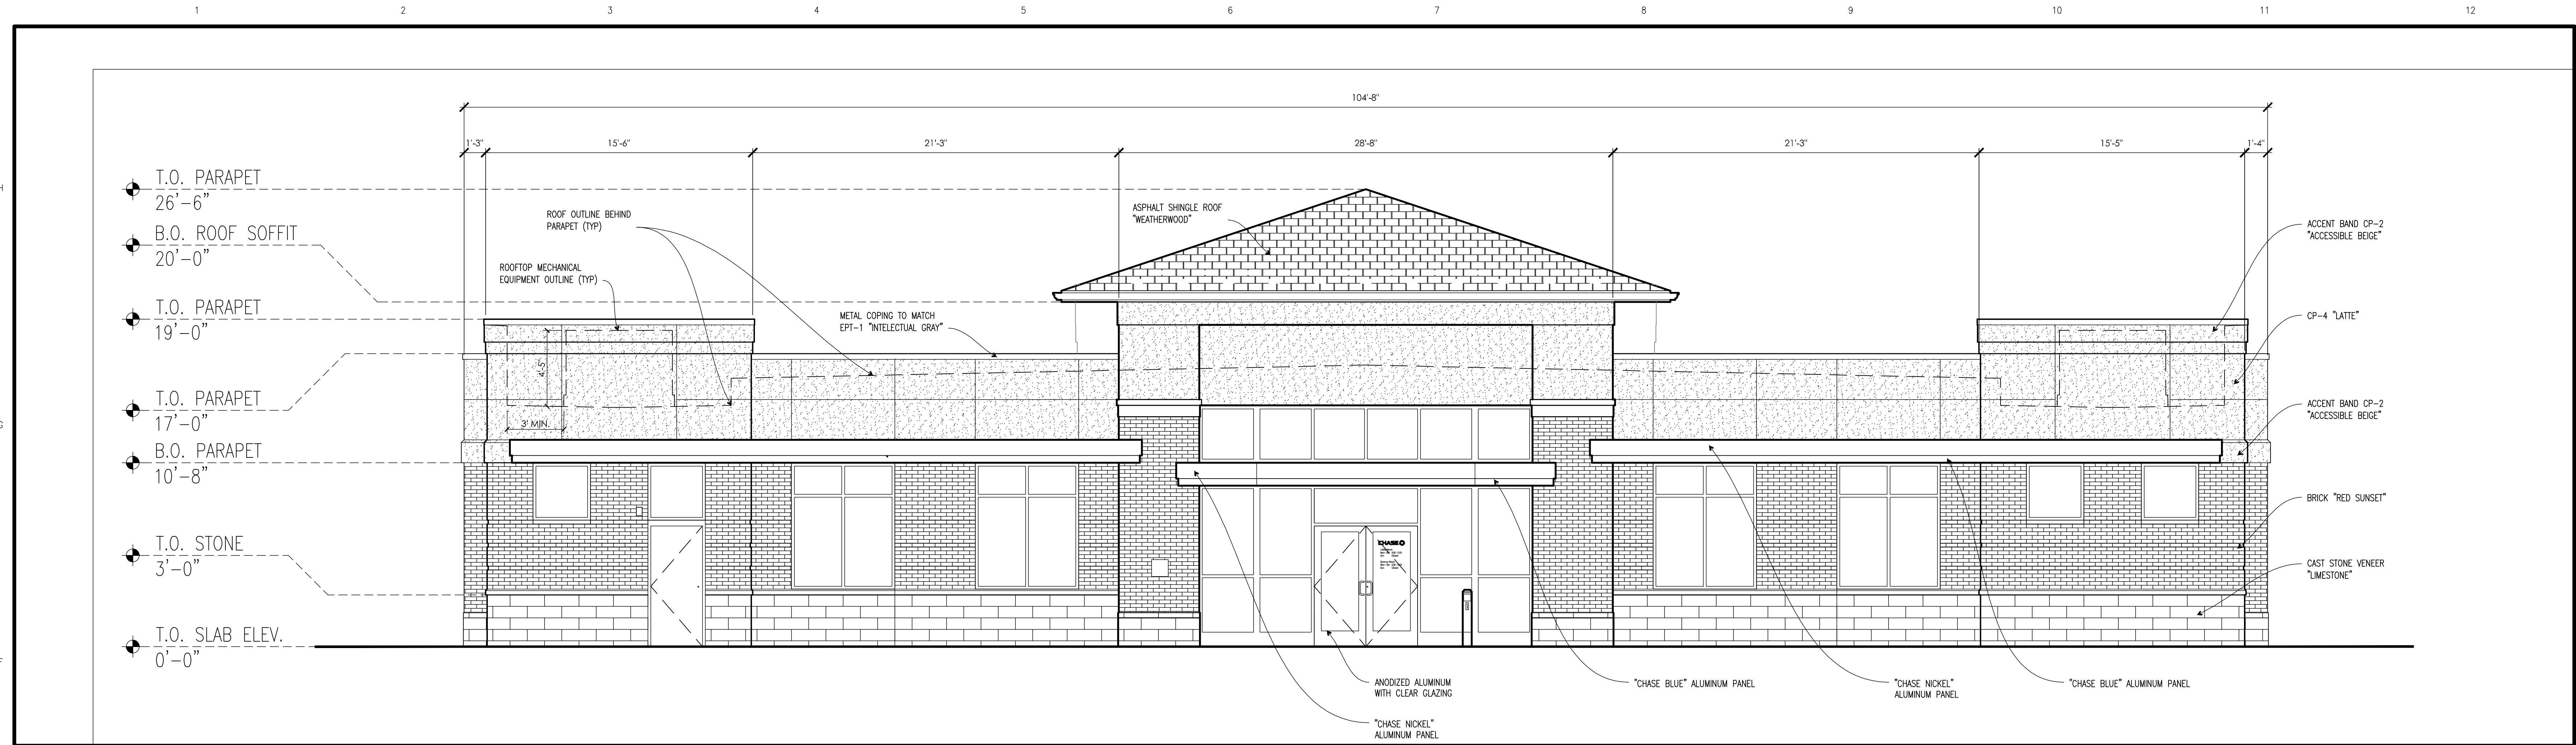 1 2 3 4 5 6 7 8 9 10 11 12
104'-8"
1'-3" 15'-6" 21'-3" 28'-8" 21'-3" 15'-5" 1'-4"
H
T.O. PARAPET
26'-6"
B.O. ROOF SOFFIT
20'-0"
T.O. PARAPET
19'-0"
T.O. PARAPET
17'-0"
G
B.O. PARAPET
10'-8"
T.O. STONE
3'-0"
T.O. SLAB ELEV.
0'-0"
F
ROOF OUTLINE BEHIND
PARAPET (TYP)
ROOFTOP MECHANICAL
EQUIPMENT OUTLINE (TYP)
4'-5"
3' MIN.
METAL COPING TO MATCH
EPT-1 "INTELECTUAL GRAY"
ASPHALT SHINGLE ROOF
"WEATHERWOOD"
CHASE
ACCENT BAND CP-2
"ACCESSIBLE BEIGE"
CP-4 "LATTE"
ACCENT BAND CP-2
"ACCESSIBLE BEIGE"
BRICK "RED SUNSET"
CAST STONE VENEER
"LIMESTONE"
ANODIZED ALUMINUM
WITH CLEAR GLAZING
"CHASE BLUE" ALUMINUM PANEL
"CHASE NICKEL"
ALUMINUM PANEL
"CHASE BLUE" ALUMINUM PANEL
"CHASE NICKEL"
ALUMINUM PANEL